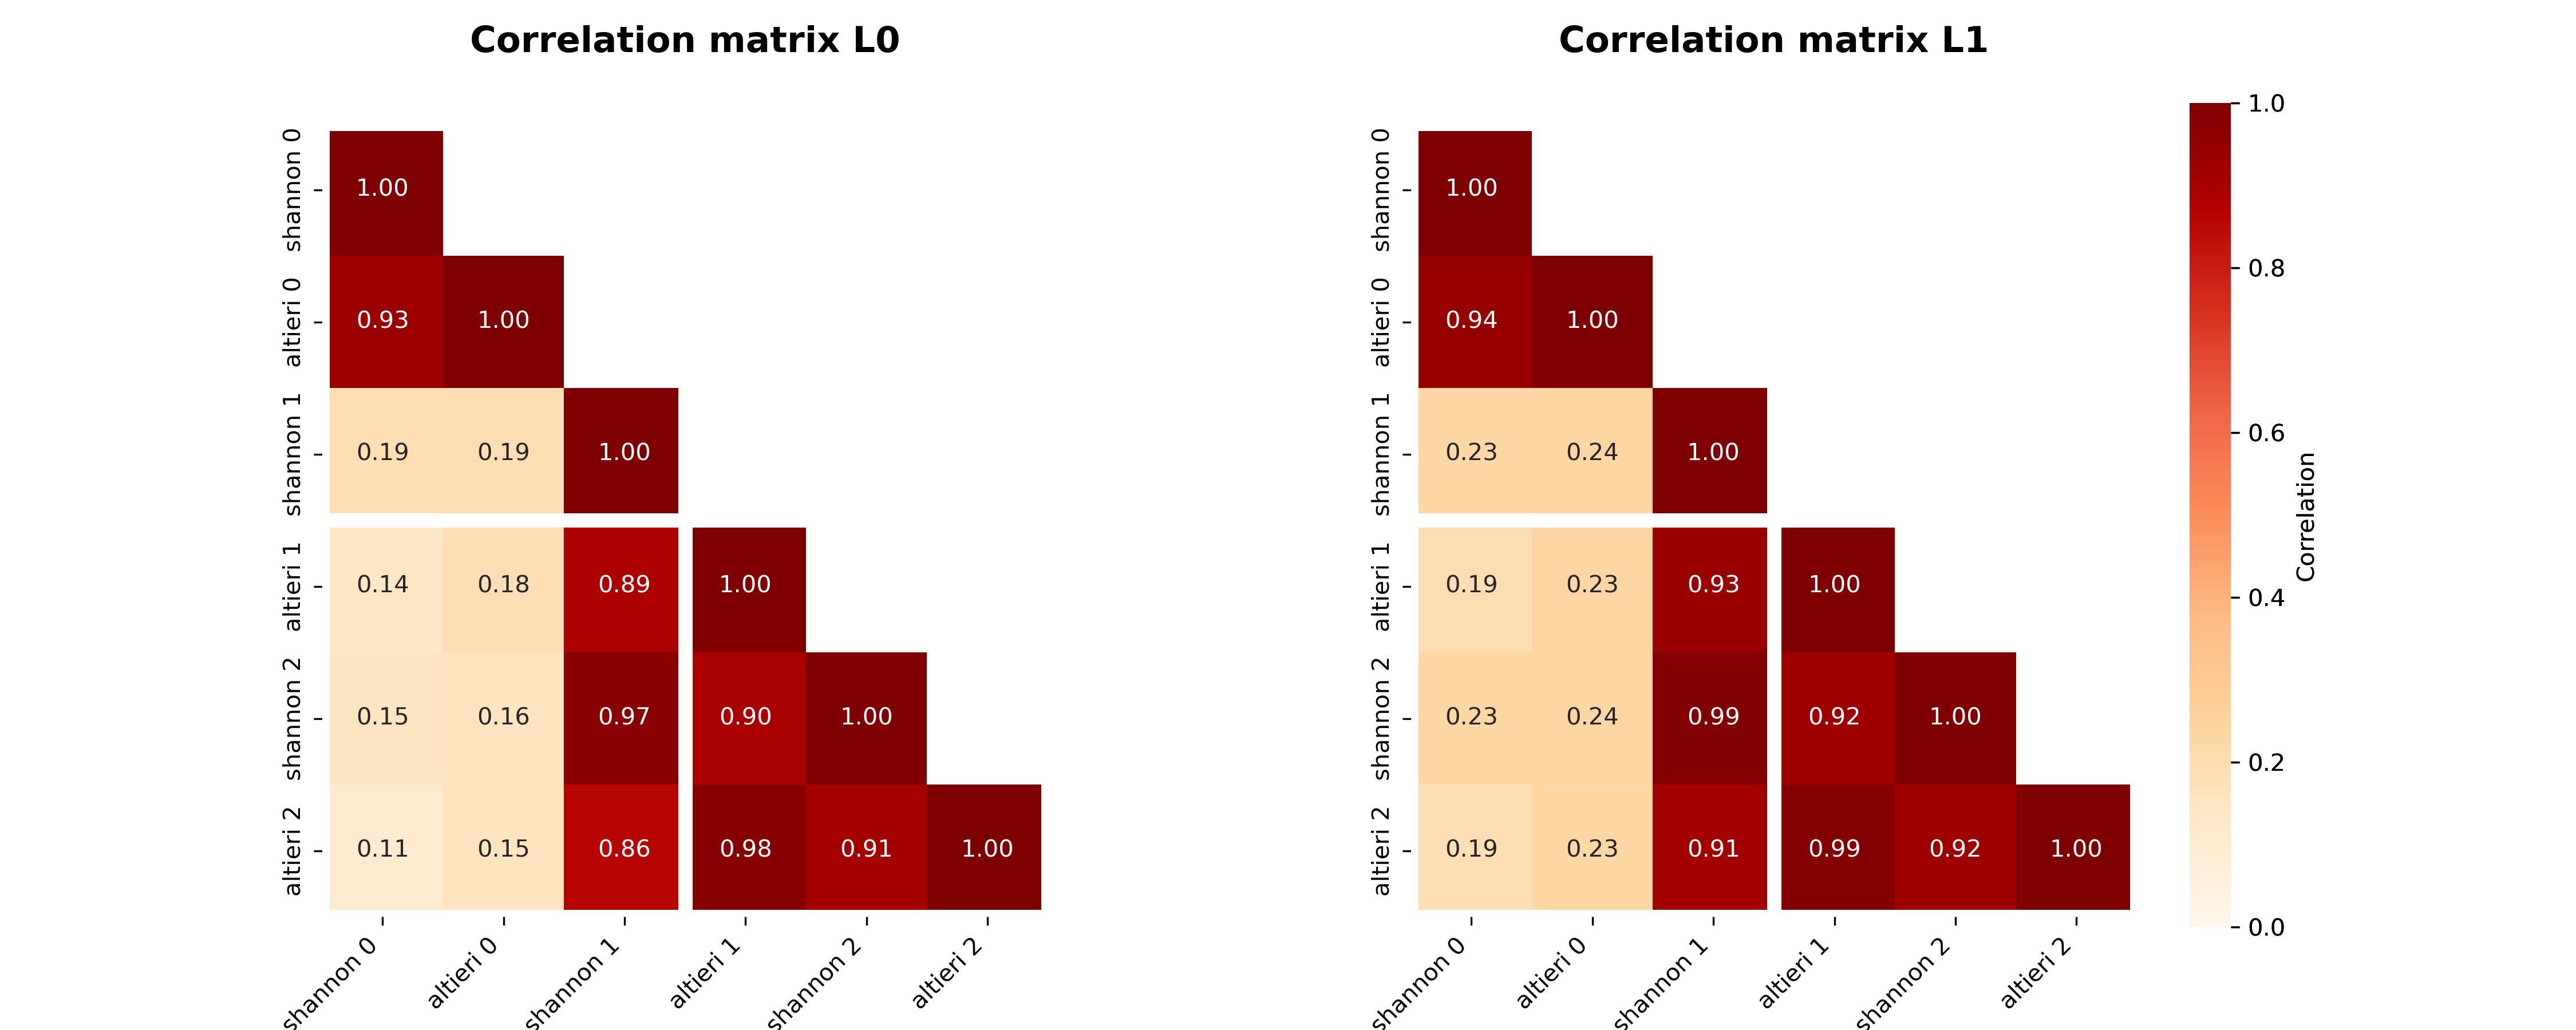 Correlation matrix L0
shannon 0
1.00
altieri 0
0.93 1.00
shannon 1
0.19 0.19 1.00
altieri 1
0.14 0.18 0.89 1.00
shannon 2
0.15 0.16 0.97 0.90 1.00
altieri 2
0.11 0.15 0.86 0.98 0.91 1.00
shannon 0 altieri 0 shannon 1 altieri 1 shannon 2 altieri 2
Correlation matrix L1
shannon 0
1.00
altieri 0
0.94 1.00
shannon 1
0.23 0.24 1.00
altieri 1
0.19 0.23 0.93 1.00
shannon 2
0.23 0.24 0.99 0.92 1.00
altieri 2
0.19 0.23 0.91 0.99 0.92 1.00
shannon 0 altieri 0 shannon 1 altieri 1 shannon 2 altieri 2
1.0
0.8
0.6
0.4
0.2
0.0
Correlation